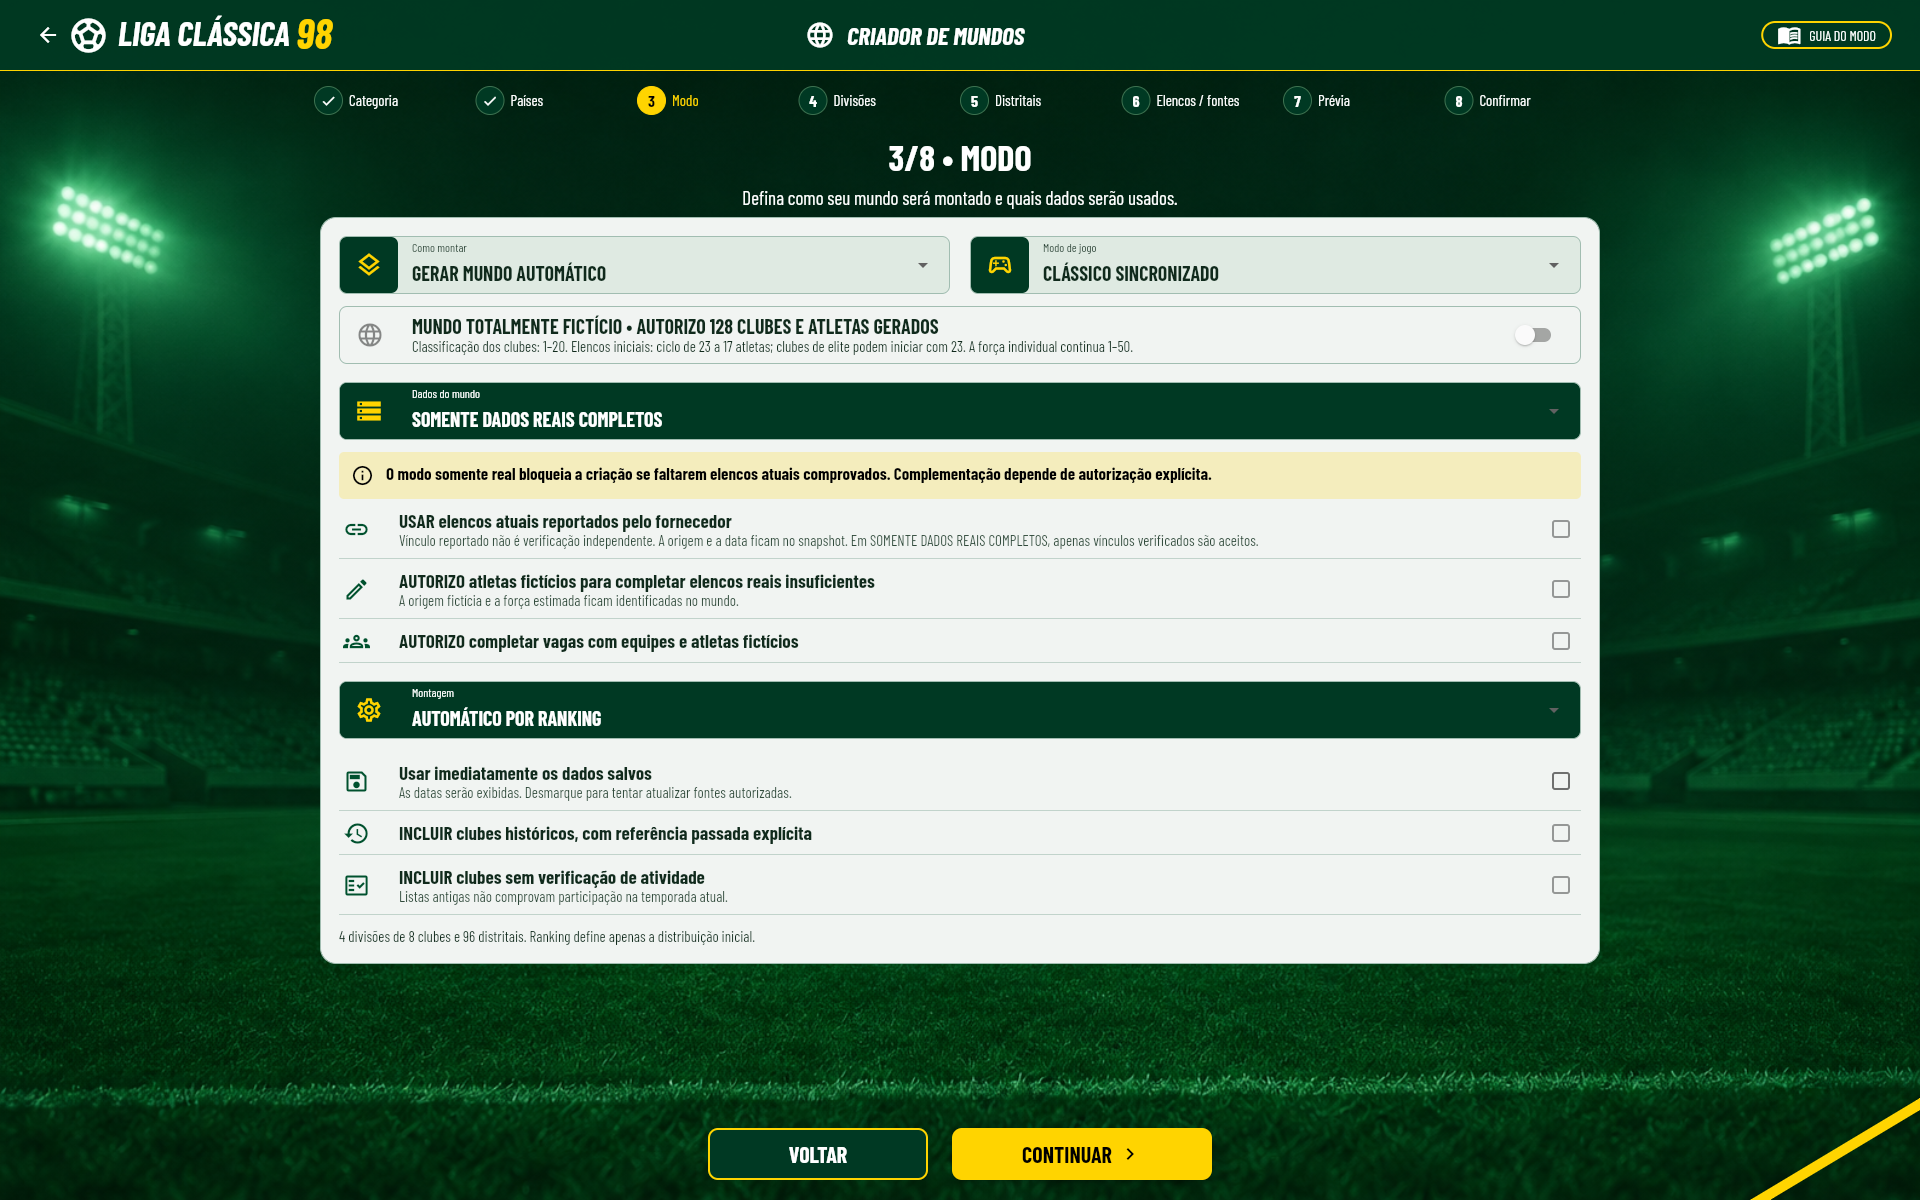 LIGA CLÁSSICA 98
CRIADOR DE MUNDOS
GUIA DO MODO
Categoria
Países
3 Modo
4 Divisões
5 Distritais
6 Elencos / fontes
7 Prévia
8 Confirmar
3/8 • MODO
Defina como seu mundo será montado e quais dados serão usados.
Como montar
GERAR MUNDO AUTOMÁTICO
Modo de jogo
CLÁSSICO SINCRONIZADO
MUNDO TOTALMENTE FICTÍCIO • AUTORIZO 128 CLUBES E ATLETAS GERADOS
Classificação dos clubes: 1–20. Elencos iniciais: ciclo de 23 a 17 atletas; clubes de elite podem iniciar com 23. A força individual continua 1–50.
Dados do mundo
SOMENTE DADOS REAIS COMPLETOS
O modo somente real bloqueia a criação se faltarem elencos atuais comprovados. Complementação depende de autorização explícita.
USAR elencos atuais reportados pelo fornecedor
Vínculo reportado não é verificação independente. A origem e a data ficam no snapshot. Em SOMENTE DADOS REAIS COMPLETOS, apenas vínculos verificados são aceitos.
AUTORIZO atletas fictícios para completar elencos reais insuficientes
A origem fictícia e a força estimada ficam identificadas no mundo.
AUTORIZO completar vagas com equipes e atletas fictícios
Montagem
AUTOMÁTICO POR RANKING
Usar imediatamente os dados salvos
As datas serão exibidas. Desmarque para tentar atualizar fontes autorizadas.
INCLUIR clubes históricos, com referência passada explícita
INCLUIR clubes sem verificação de atividade
Listas antigas não comprovam participação na temporada atual.
4 divisões de 8 clubes e 96 distritais. Ranking define apenas a distribuição inicial.
VOLTAR
CONTINUAR